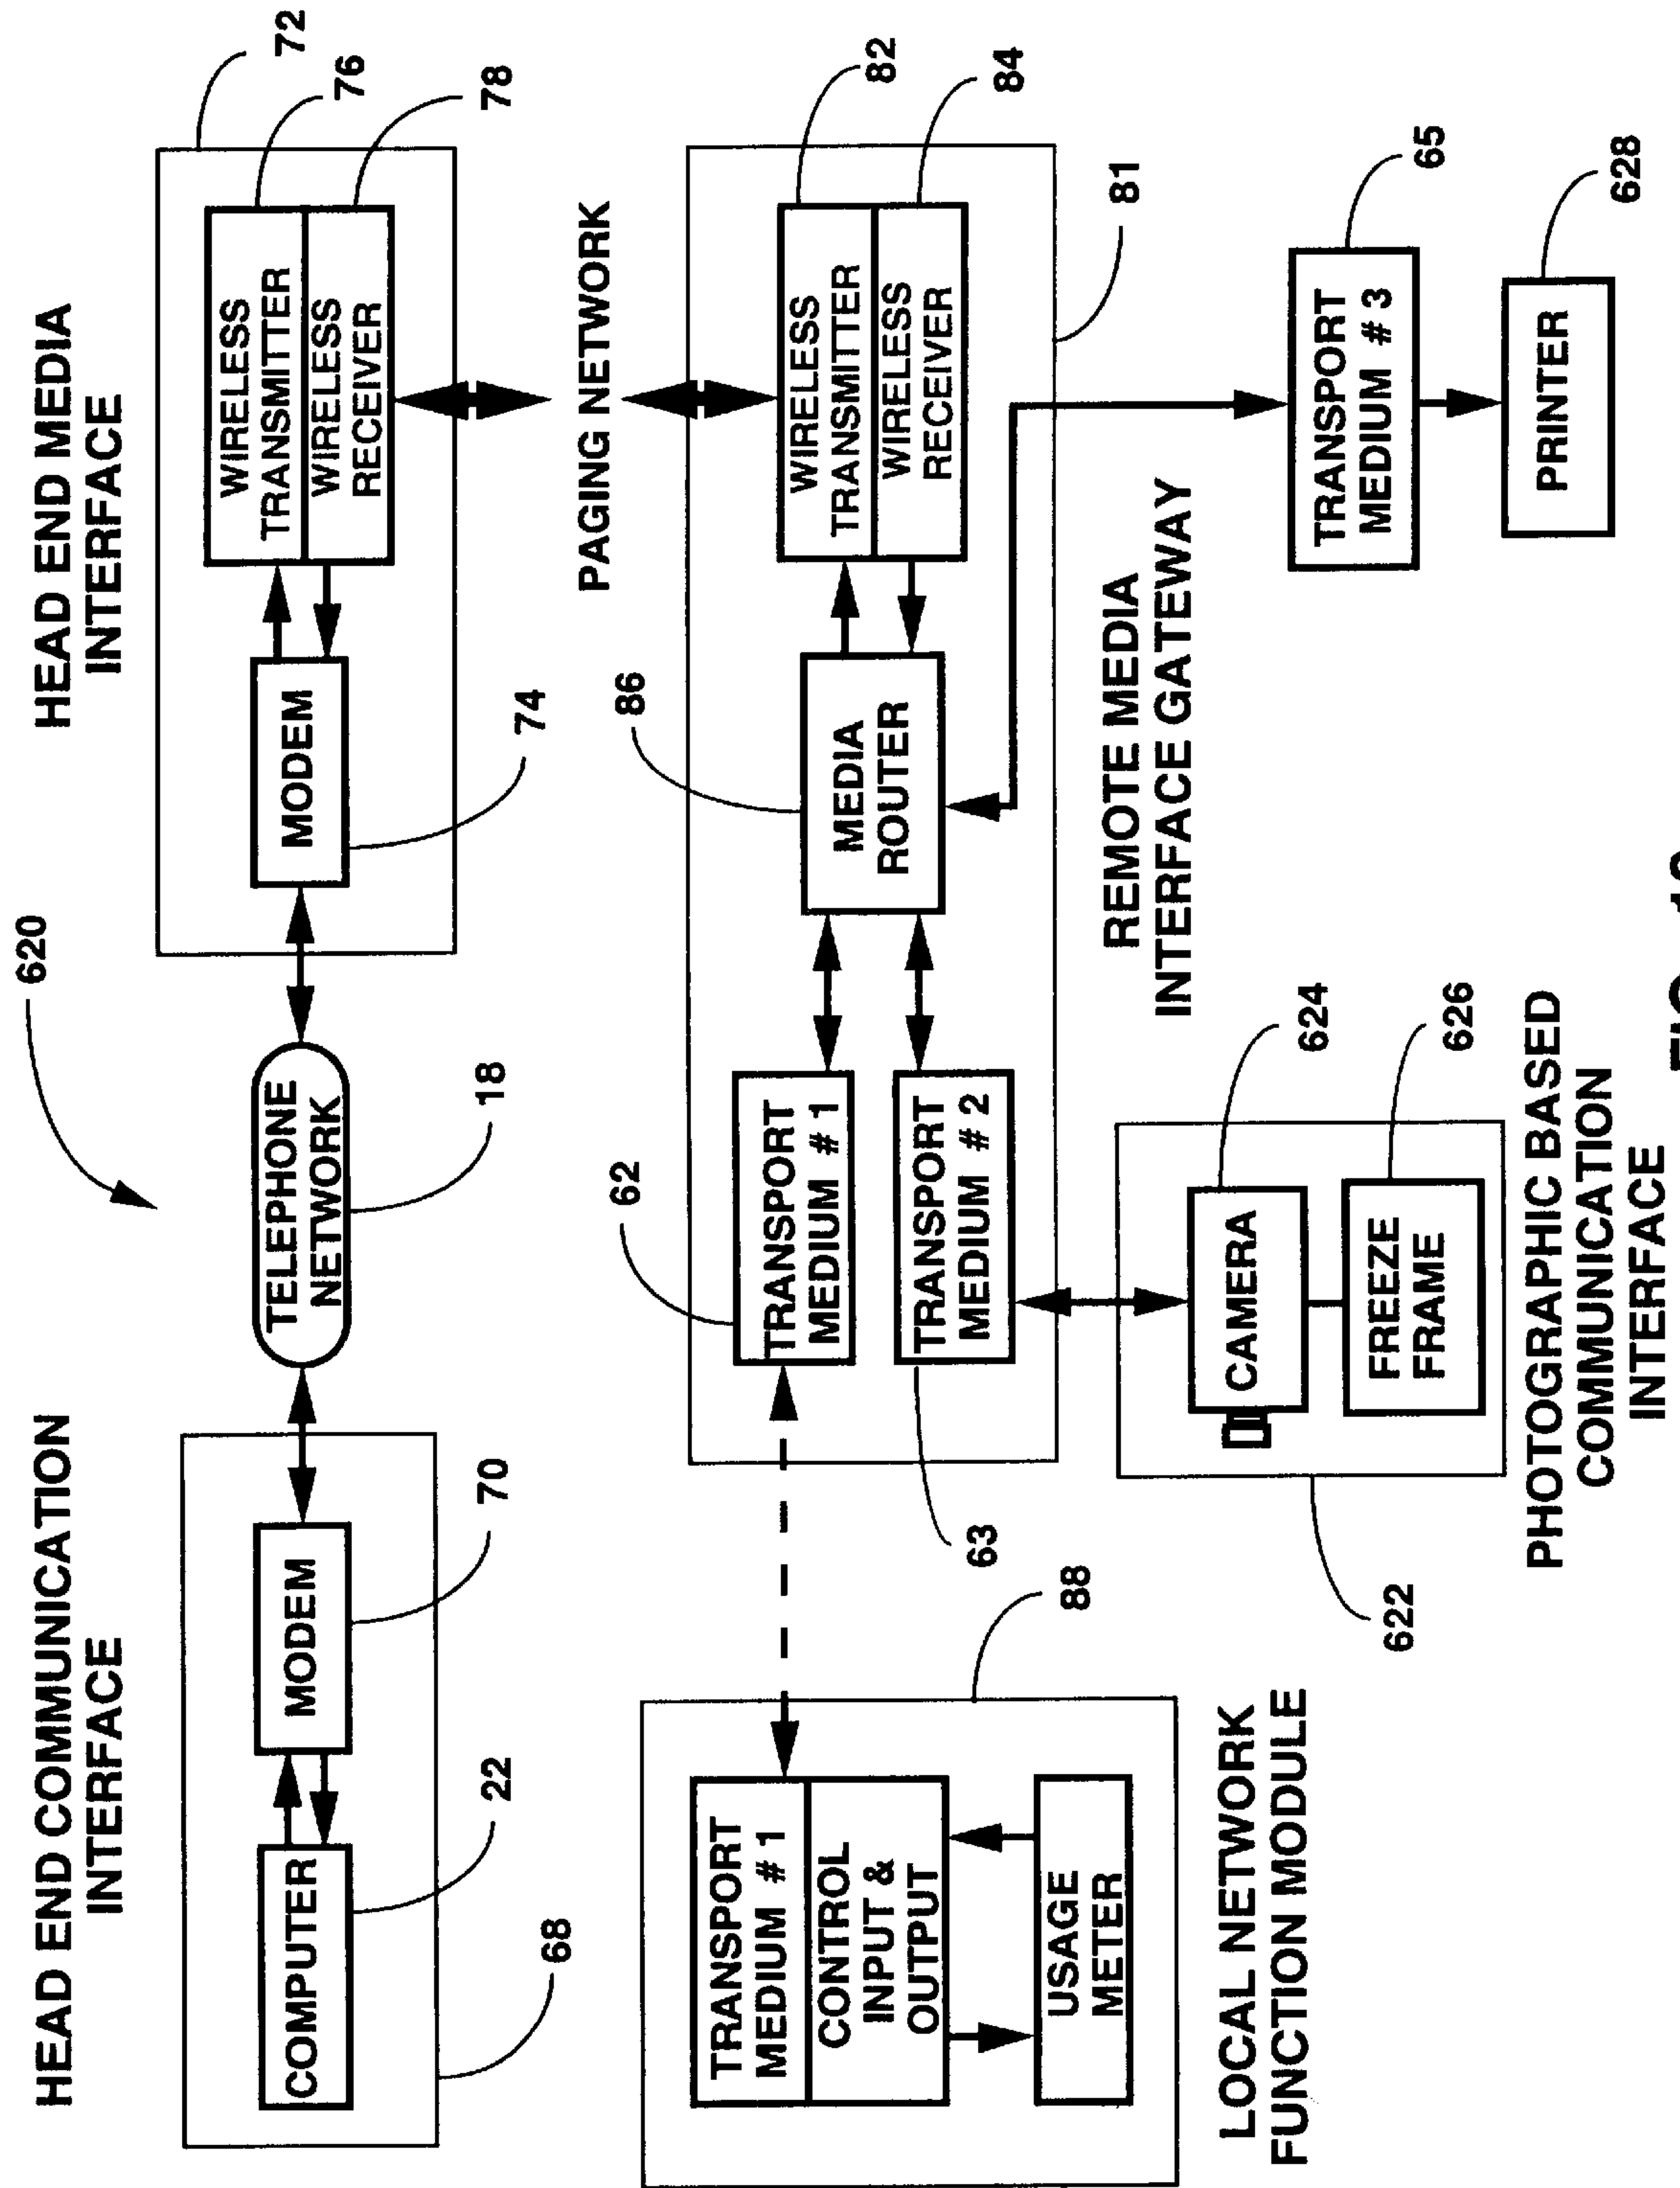 620
HEAD END COMMUNICATION
INTERFACE
COMPUTER
MODEM
22
70
68
TELEPHONE
NETWORK
18
HEAD END MEDIA
INTERFACE
MODEM
74
WIRELESS
TRANSMITTER
WIRELESS
RECEIVER
72
76
78
PAGING NETWORK
TRANSPORT
MEDIUM # 1
CONTROL
INPUT &
OUTPUT
USAGE
METER
88
LOCAL NETWORK
FUNCTION MODULE
62
TRANSPORT
MEDIUM # 1
TRANSPORT
MEDIUM # 2
63
86
MEDIA
ROUTER
WIRELESS
TRANSMITTER
WIRELESS
RECEIVER
82
84
81
REMOTE MEDIA
INTERFACE GATEWAY
CAMERA
624
FREEZE
FRAME
626
622
PHOTOGRAPHIC BASED
COMMUNICATION
INTERFACE
TRANSPORT
MEDIUM # 3
65
PRINTER
628